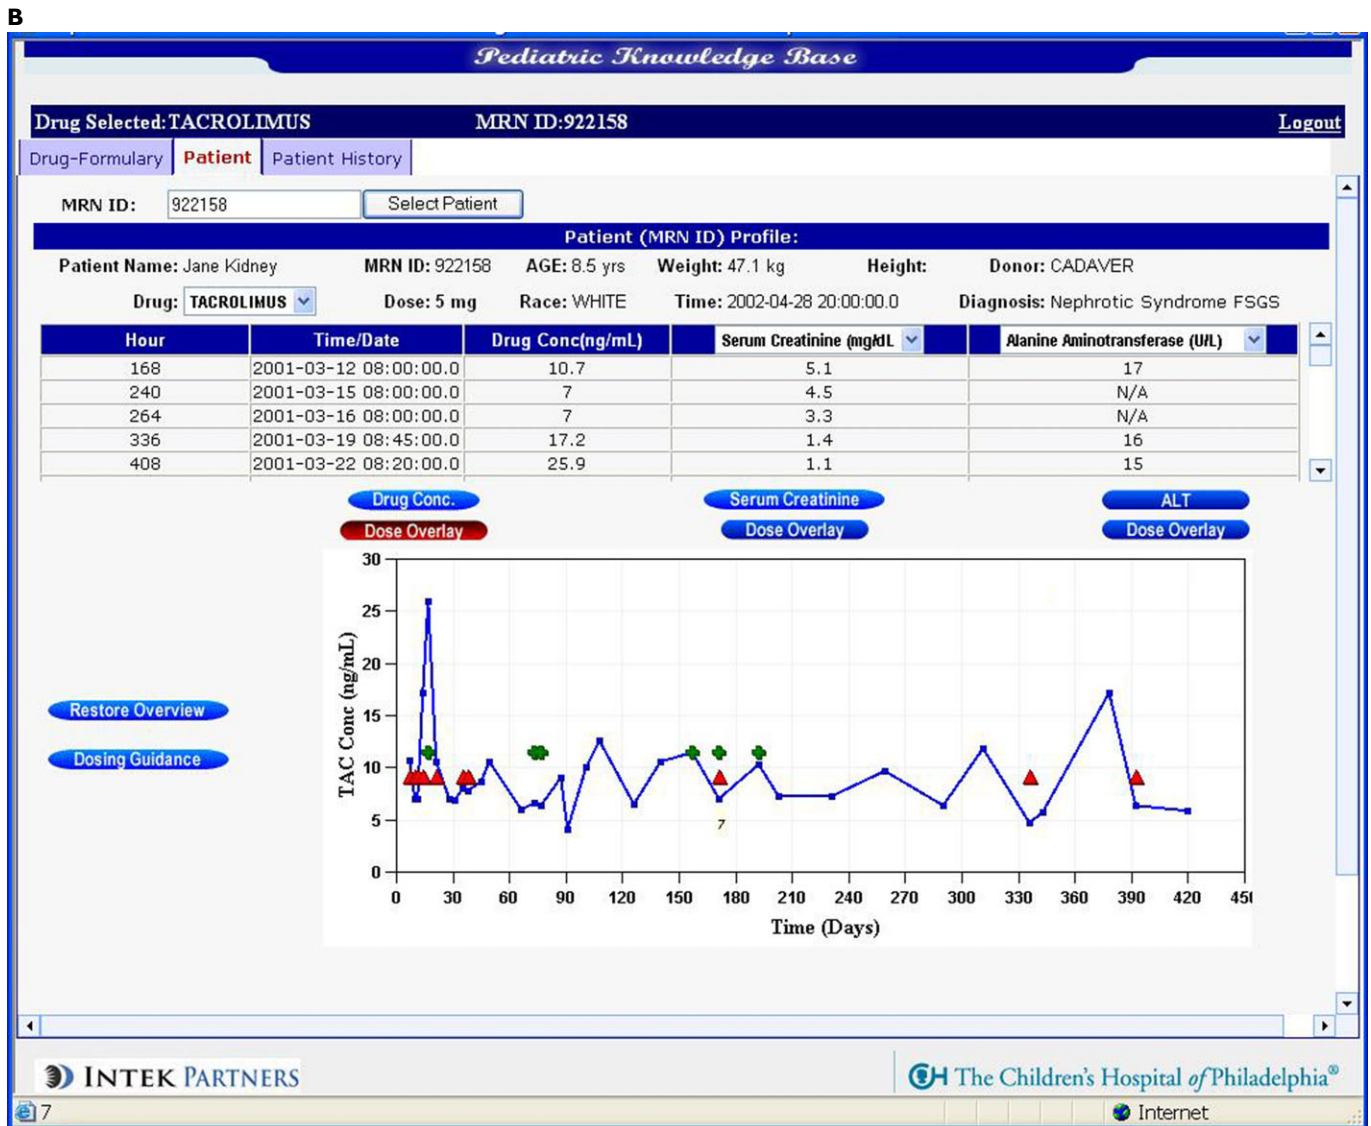 B
Pediatric Knowledge Base
Drug Selected:TACROLIMUS MRN ID:922158 Logout
Drug-Formulary Patient Patient History
MRN ID: 922158 Select Patient
Patient (MRN ID) Profile:
Patient Name: Jane Kidney MRN ID: 922158 AGE: 8.5 yrs Weight: 47.1 kg Height: Donor: CADAVER
Drug: TACROLIMUS Dose: 5 mg Race: WHITE Time: 2002-04-28 20:00:00.0 Diagnosis: Nephrotic Syndrome FSGS
Hour Time/Date Drug Conc(ng/mL) Serum Creatinine (mg/dL Alanine Aminotransferase (U/L)
168 2001-03-12 08:00:00.0 10.7 5.1 17
240 2001-03-15 08:00:00.0 7 4.5 N/A
264 2001-03-16 08:00:00.0 7 3.3 N/A
336 2001-03-19 08:45:00.0 17.2 1.4 16
408 2001-03-22 08:20:00.0 25.9 1.1 15
Drug Conc. Serum Creatinine ALT
Dose Overlay Dose Overlay Dose Overlay
30
25
20
15
10
5
0
TAC Conc (ng/mL)
7
0 30 60 90 120 150 180 210 240 270 300 330 360 390 420 450
Time (Days)
Restore Overview
Dosing Guidance
INTEK PARTNERS
The Children's Hospital of Philadelphia®
7 Internet